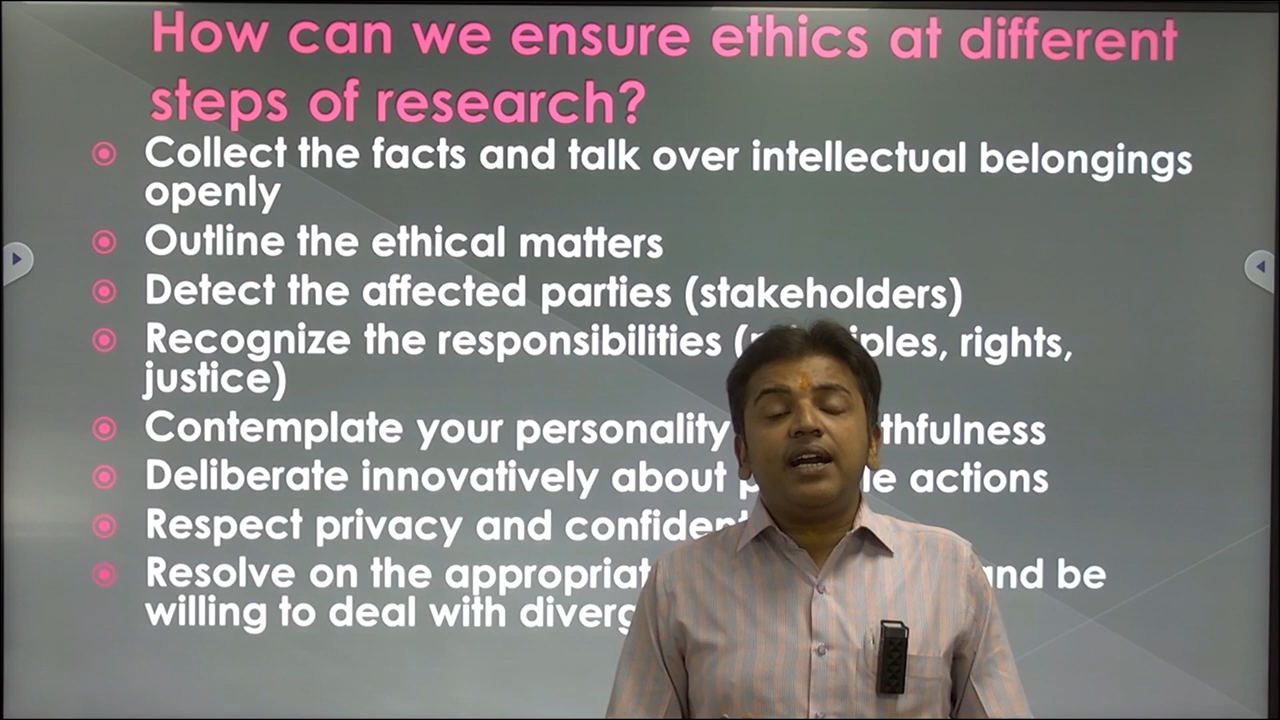 How can we ensure ethics at different
steps of research?
Collect the facts and talk over intellectual belongings
openly
Outline the ethical matters
Detect the affected parties (stakeholders)
Recognize the responsibilities ( rights,
justice)
Contemplate your personality
Deliberate innovatively about actions
Respect privacy and
Resolve on the and be
willing to deal with